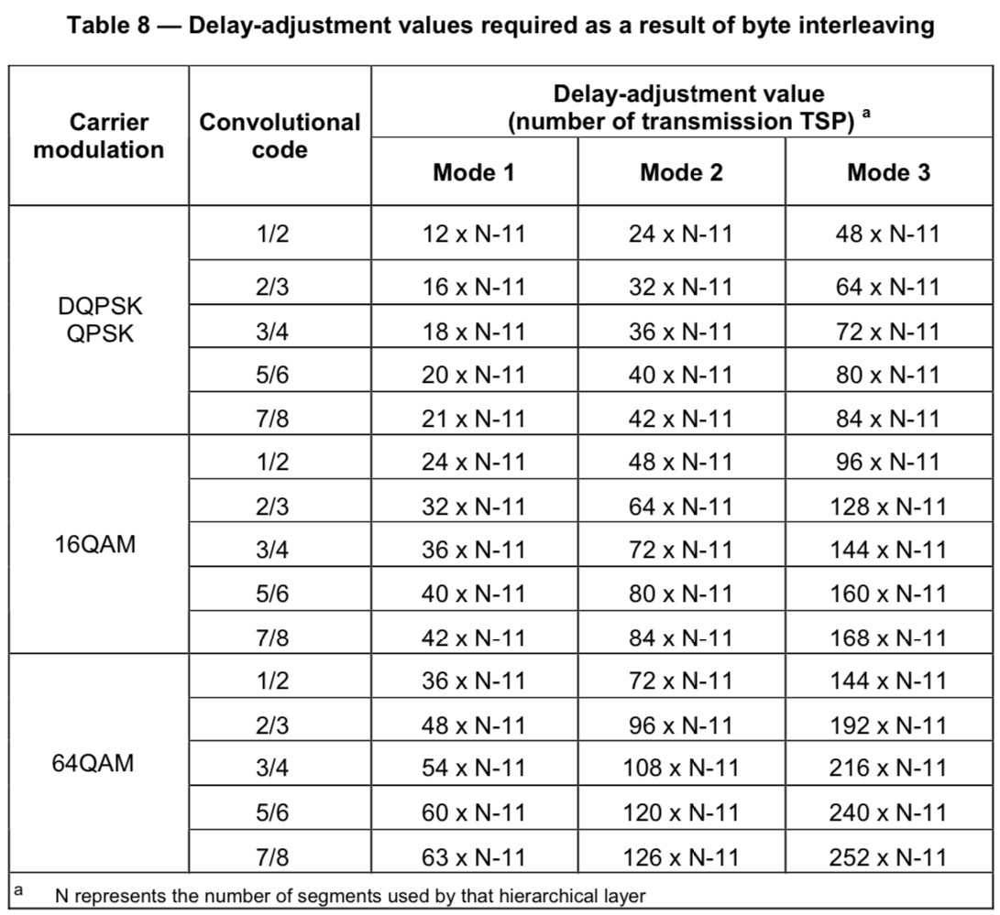 Table 8 — Delay-adjustment values required as a result of byte interleaving
Carrier modulation Convolutional code Delay-adjustment value (number of transmission TSP) a
Mode 1 Mode 2 Mode 3
DQPSK QPSK
1/2 12 x N-11 24 x N-11 48 x N-11
2/3 16 x N-11 32 x N-11 64 x N-11
3/4 18 x N-11 36 x N-11 72 x N-11
5/6 20 x N-11 40 x N-11 80 x N-11
7/8 21 x N-11 42 x N-11 84 x N-11
16QAM
1/2 24 x N-11 48 x N-11 96 x N-11
2/3 32 x N-11 64 x N-11 128 x N-11
3/4 36 x N-11 72 x N-11 144 x N-11
5/6 40 x N-11 80 x N-11 160 x N-11
7/8 42 x N-11 84 x N-11 168 x N-11
64QAM
1/2 36 x N-11 72 x N-11 144 x N-11
2/3 48 x N-11 96 x N-11 192 x N-11
3/4 54 x N-11 108 x N-11 216 x N-11
5/6 60 x N-11 120 x N-11 240 x N-11
7/8 63 x N-11 126 x N-11 252 x N-11
a N represents the number of segments used by that hierarchical layer